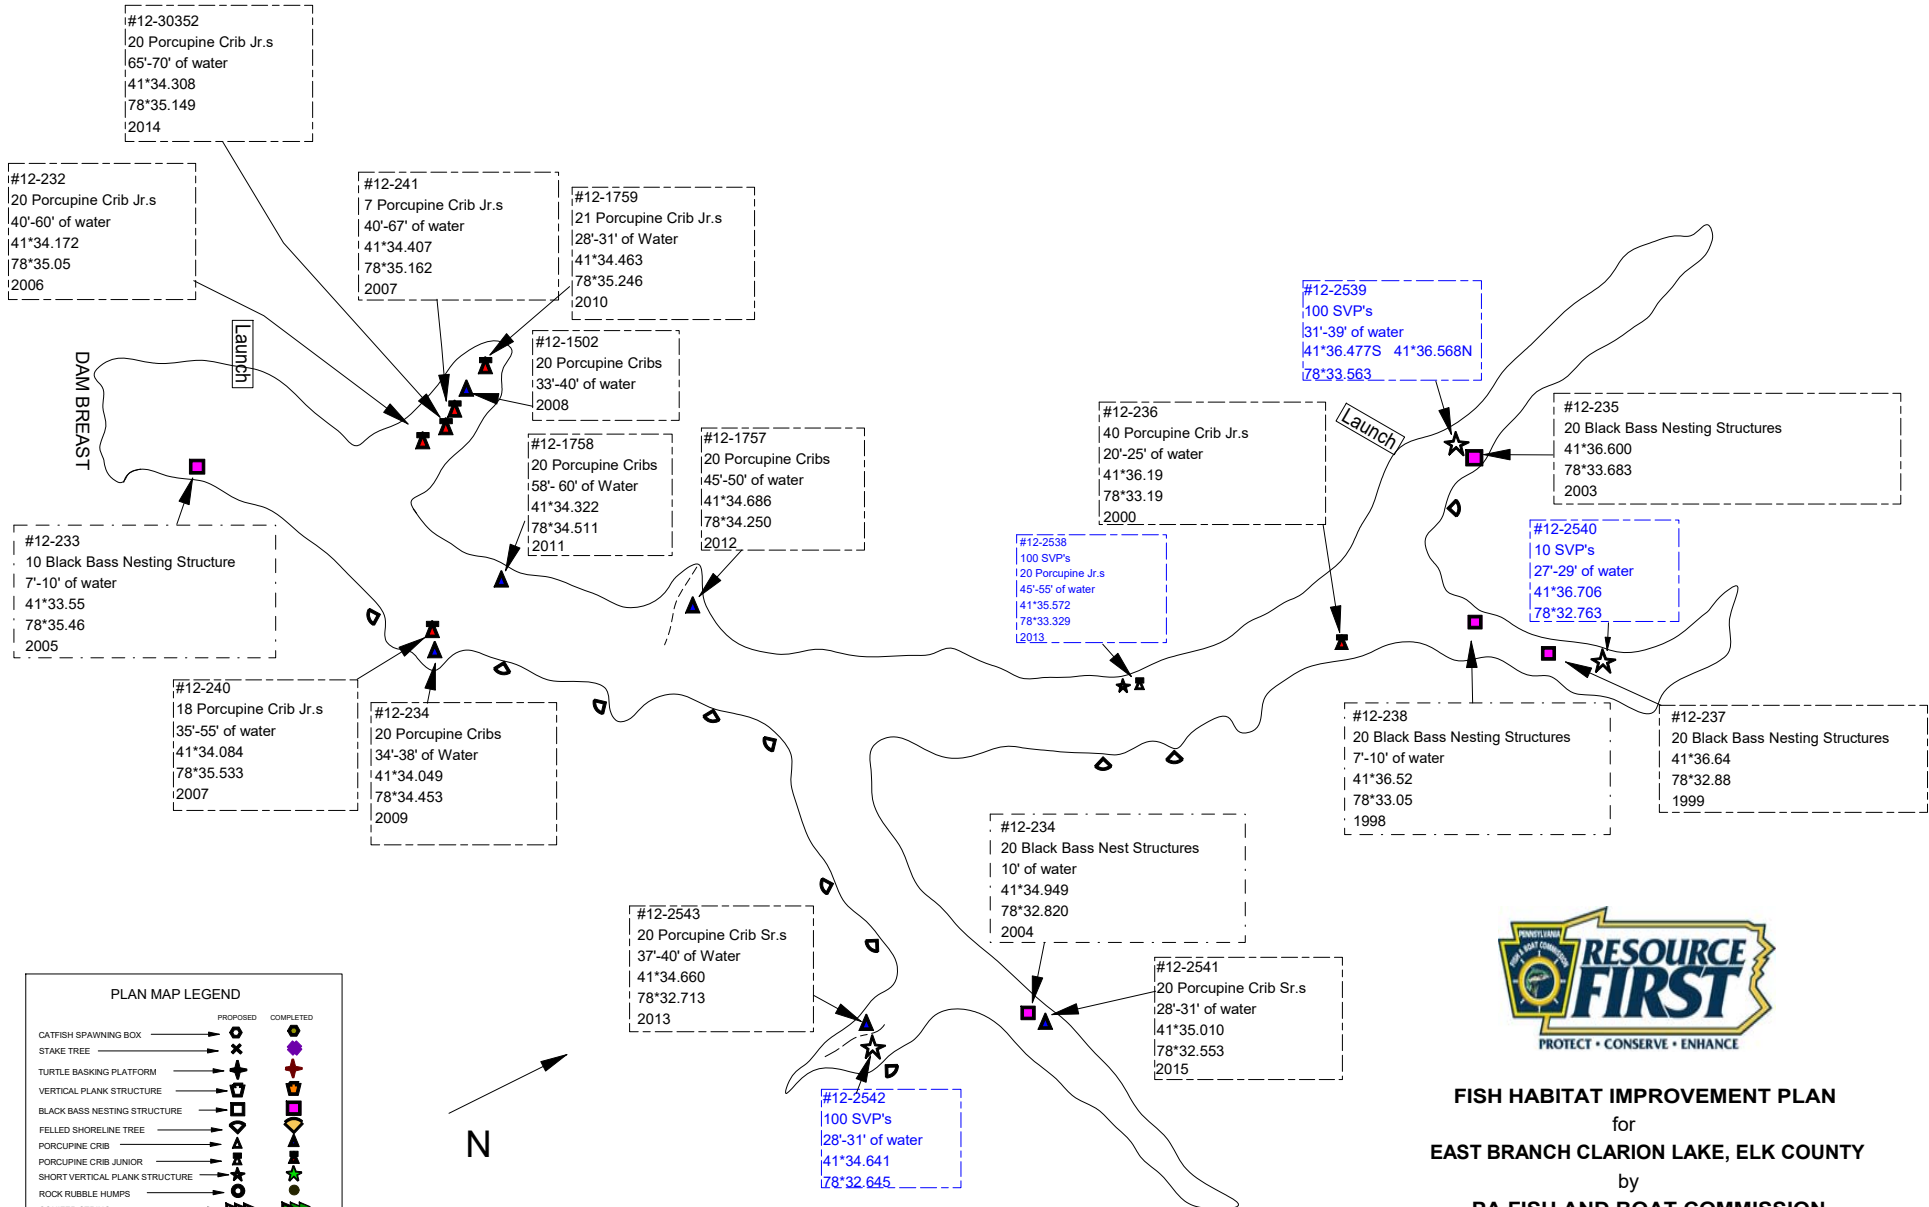 #12-30352
20 Porcupine Crib Jr.s
65'-70' of water
41*34.308
78*35.149
2014
#12-232
20 Porcupine Crib Jr.s
40'-60' of water
41*34.172
78*35.05
2006
#12-241
7 Porcupine Crib Jr.s
40'-67' of water
41*34.407
78*35.162
2007
#12-1759
21 Porcupine Crib Jr.s
28'-31' of Water
41*34.463
78*35.246
2010
#12-1502
20 Porcupine Cribs
33'-40' of water
2008
Launch
DAM BREAST
#12-1758
20 Porcupine Cribs
58'- 60' of Water
41*34.322
78*34.511
2011
#12-1757
20 Porcupine Cribs
45'-50' of water
41*34.686
78*34.250
2012
#12-2539
100 SVP's
31'-39' of water
41*36.477S 41*36.568N
78*33.563
Launch
#12-236
40 Porcupine Crib Jr.s
20'-25' of water
41*36.19
78*33.19
2000
#12-235
20 Black Bass Nesting Structures
41*36.600
78*33.683
2003
#12-233
10 Black Bass Nesting Structure
7'-10' of water
41*33.55
78*35.46
2005
#12-2538
100 SVP's
20 Porcupine Jr.s
45'-55' of water
41*35.572
78*33.329
2013
#12-2540
10 SVP's
27'-29' of water
41*36.706
78*32.763
#12-240
18 Porcupine Crib Jr.s
35'-55' of water
41*34.084
78*35.533
2007
#12-234
20 Porcupine Cribs
34'-38' of Water
41*34.049
78*34.453
2009
#12-238
20 Black Bass Nesting Structures
7'-10' of water
41*36.52
78*33.05
1998
#12-237
20 Black Bass Nesting Structures
41*36.64
78*32.88
1999
#12-234
20 Black Bass Nest Structures
10' of water
41*34.949
78*32.820
2004
#12-2543
20 Porcupine Crib Sr.s
37'-40' of Water
41*34.660
78*32.713
2013
#12-2541
20 Porcupine Crib Sr.s
28'-31' of water
41*35.010
78*32.553
2015
#12-2542
100 SVP's
28'-31' of water
41*34.641
78*32.645
N
PLAN MAP LEGEND
PROPOSED COMPLETED
CATFISH SPAWNING BOX
STAKE TREE
TURTLE BASKING PLATFORM
VERTICAL PLANK STRUCTURE
BLACK BASS NESTING STRUCTURE
FELLED SHORELINE TREE
PORCUPINE CRIB
PORCUPINE CRIB JUNIOR
SHORT VERTICAL PLANK STRUCTURE
ROCK RUBBLE HUMPS
PENNSYLVANIA
FISH & BOAT COMMISSION
RESOURCE
FIRST
PROTECT • CONSERVE • ENHANCE
FISH HABITAT IMPROVEMENT PLAN
for
EAST BRANCH CLARION LAKE, ELK COUNTY
by
PA FISH AND BOAT COMMISSION